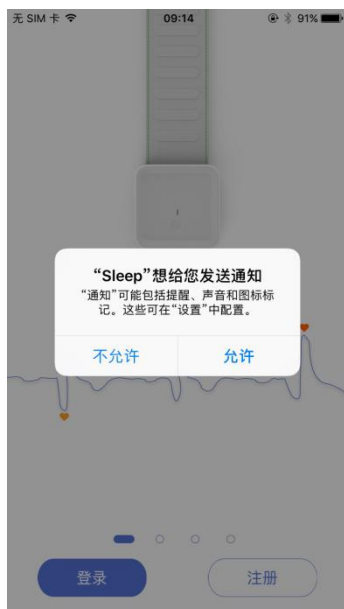 无 SIM 卡 09:14 91%
“Sleep”想给您发送通知
“通知”可能包括提醒、声音和图标标
记。这些可在“设置”中配置。
不允许 允许
登录 注册